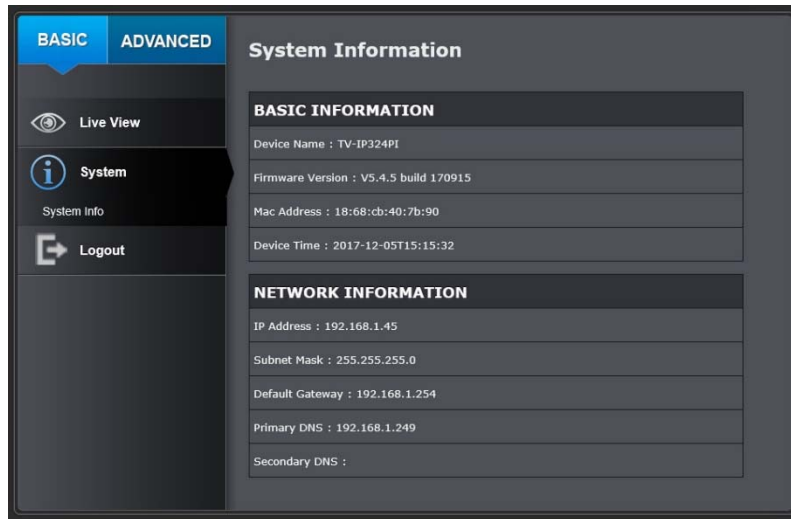 BASIC ADVANCED
Live View
System
System Info
Logout
System Information
BASIC INFORMATION
Device Name : TV-IP324PI
Firmware Version : V5.4.5 build 170915
Mac Address : 18:68:cb:40:7b:90
Device Time : 2017-12-05T15:15:32
NETWORK INFORMATION
IP Address : 192.168.1.45
Subnet Mask : 255.255.255.0
Default Gateway : 192.168.1.254
Primary DNS : 192.168.1.249
Secondary DNS :